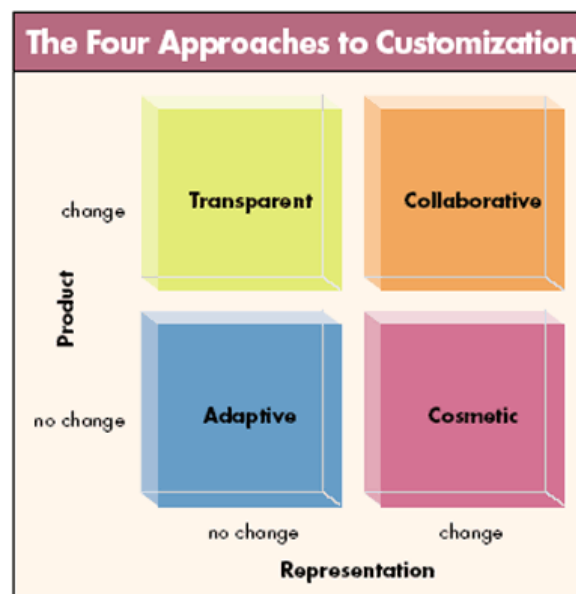 The Four Approaches to Customization
change
Transparent
Collaborative
Product
no change
Adaptive
Cosmetic
no change
change
Representation